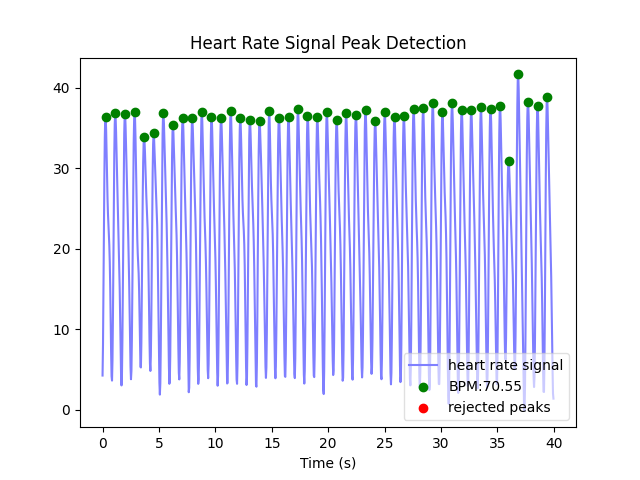 Heart Rate Signal Peak Detection
40
30
20
10
0
heart rate signal
BPM:70.55
rejected peaks
0 5 10 15 20 25 30 35 40
Time (s)